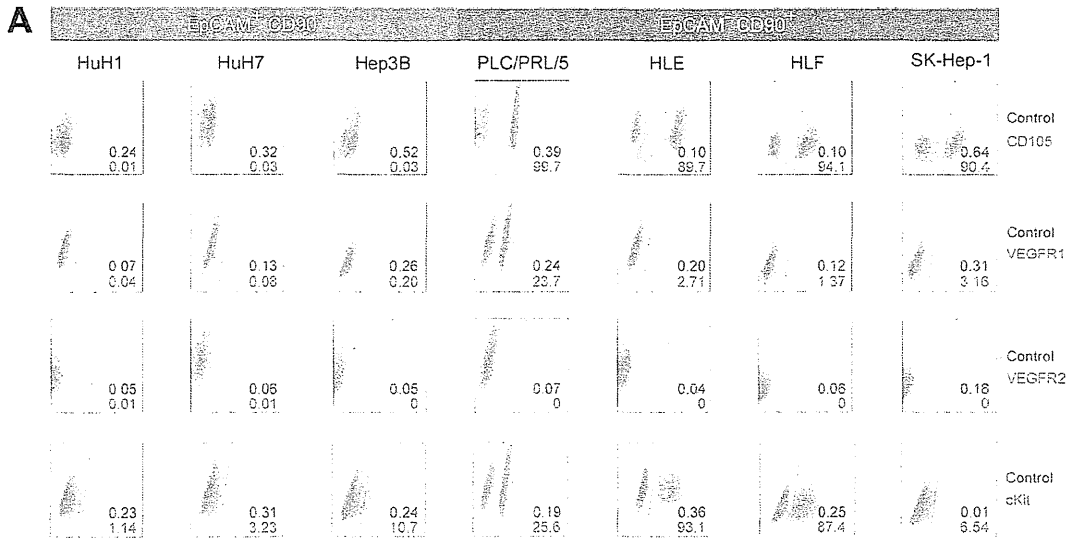 A
EpCAM+ CD90- EpCAM- CD90+
HuH1 HuH7 Hep3B PLC/PRL/5 HLE HLF SK-Hep-1
Control
CD105
0.24 0.32 0.52 0.39 0.10 0.10 0.64
0.01 0.03 0.03 99.7 89.7 94.1 90.4
Control
VEGFR1
0.07 0.13 0.26 0.24 0.20 0.12 0.31
0.04 0.08 0.20 23.7 2.71 1.37 3.16
Control
VEGFR2
0.05 0.06 0.05 0.07 0.04 0.06 0.18
0.01 0.01 0 0 0 0 0
Control
cKit
0.23 0.31 0.24 0.19 0.36 0.25 0.01
1.14 3.23 10.7 25.6 93.1 87.4 6.54